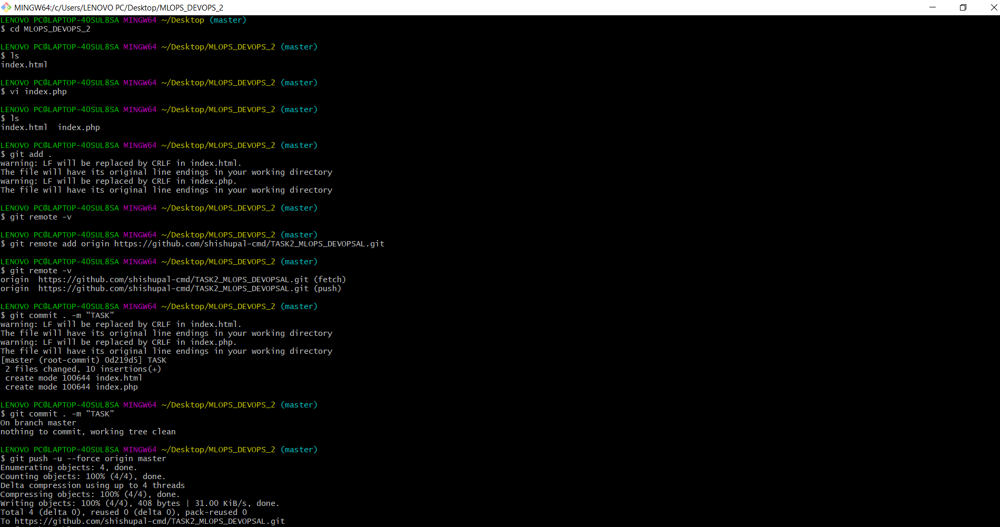 MINGW64:/c/Users/LENOVO PC/Desktop/MLOPS_DEVOPS_2
LENOVO PC@LAPTOP-4OSUL8SA MINGW64 ~/Desktop (master)
$ cd MLOPS_DEVOPS_2
LENOVO PC@LAPTOP-4OSUL8SA MINGW64 ~/Desktop/MLOPS_DEVOPS_2 (master)
$ ls
index.html
LENOVO PC@LAPTOP-4OSUL8SA MINGW64 ~/Desktop/MLOPS_DEVOPS_2 (master)
$ vi index.php
LENOVO PC@LAPTOP-4OSUL8SA MINGW64 ~/Desktop/MLOPS_DEVOPS_2 (master)
$ ls
index.html  index.php
LENOVO PC@LAPTOP-4OSUL8SA MINGW64 ~/Desktop/MLOPS_DEVOPS_2 (master)
$ git add .
warning: LF will be replaced by CRLF in index.html.
The file will have its original line endings in your working directory
warning: LF will be replaced by CRLF in index.php.
The file will have its original line endings in your working directory
LENOVO PC@LAPTOP-4OSUL8SA MINGW64 ~/Desktop/MLOPS_DEVOPS_2 (master)
$ git remote -v
LENOVO PC@LAPTOP-4OSUL8SA MINGW64 ~/Desktop/MLOPS_DEVOPS_2 (master)
$ git remote add origin https://github.com/shishupal-cmd/TASK2_MLOPS_DEVOPSAL.git
LENOVO PC@LAPTOP-4OSUL8SA MINGW64 ~/Desktop/MLOPS_DEVOPS_2 (master)
$ git remote -v
origin  https://github.com/shishupal-cmd/TASK2_MLOPS_DEVOPSAL.git (fetch)
origin  https://github.com/shishupal-cmd/TASK2_MLOPS_DEVOPSAL.git (push)
LENOVO PC@LAPTOP-4OSUL8SA MINGW64 ~/Desktop/MLOPS_DEVOPS_2 (master)
$ git commit . -m "TASK"
warning: LF will be replaced by CRLF in index.html.
The file will have its original line endings in your working directory
warning: LF will be replaced by CRLF in index.php.
The file will have its original line endings in your working directory
[master (root-commit) 0d219d5] TASK
 2 files changed, 10 insertions(+)
 create mode 100644 index.html
 create mode 100644 index.php
LENOVO PC@LAPTOP-4OSUL8SA MINGW64 ~/Desktop/MLOPS_DEVOPS_2 (master)
$ git commit . -m "TASK"
On branch master
nothing to commit, working tree clean
LENOVO PC@LAPTOP-4OSUL8SA MINGW64 ~/Desktop/MLOPS_DEVOPS_2 (master)
$ git push -u --force origin master
Enumerating objects: 4, done.
Counting objects: 100% (4/4), done.
Delta compression using up to 4 threads
Compressing objects: 100% (4/4), done.
Writing objects: 100% (4/4), 408 bytes | 31.00 KiB/s, done.
Total 4 (delta 0), reused 0 (delta 0), pack-reused 0
To https://github.com/shishupal-cmd/TASK2_MLOPS_DEVOPSAL.git